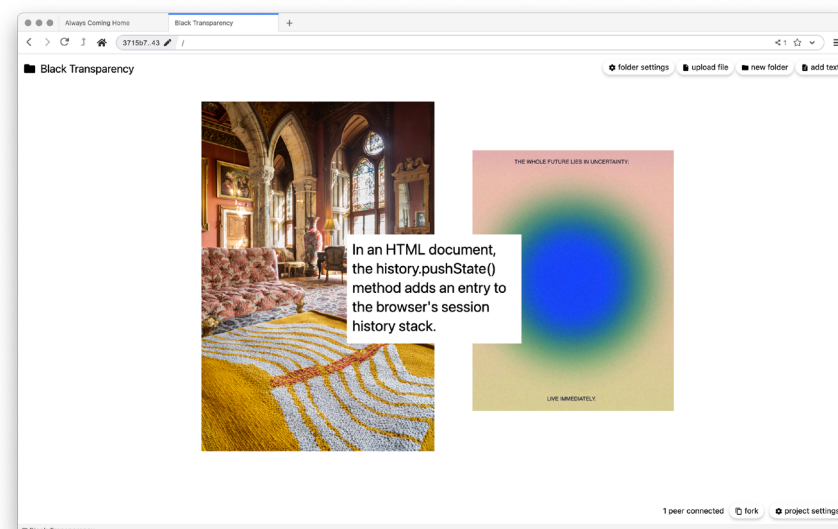 Always Coming Home
Black Transparency
3715b7..43 /
1
Black Transparency
folder settings
upload file
new folder
add text
THE WHOLE FUTURE LIES IN UNCERTAINTY:
In an HTML document,
the history.pushState()
method adds an entry to
the browser's session
history stack.
LIVE IMMEDIATELY.
1 peer connected
fork
project settings